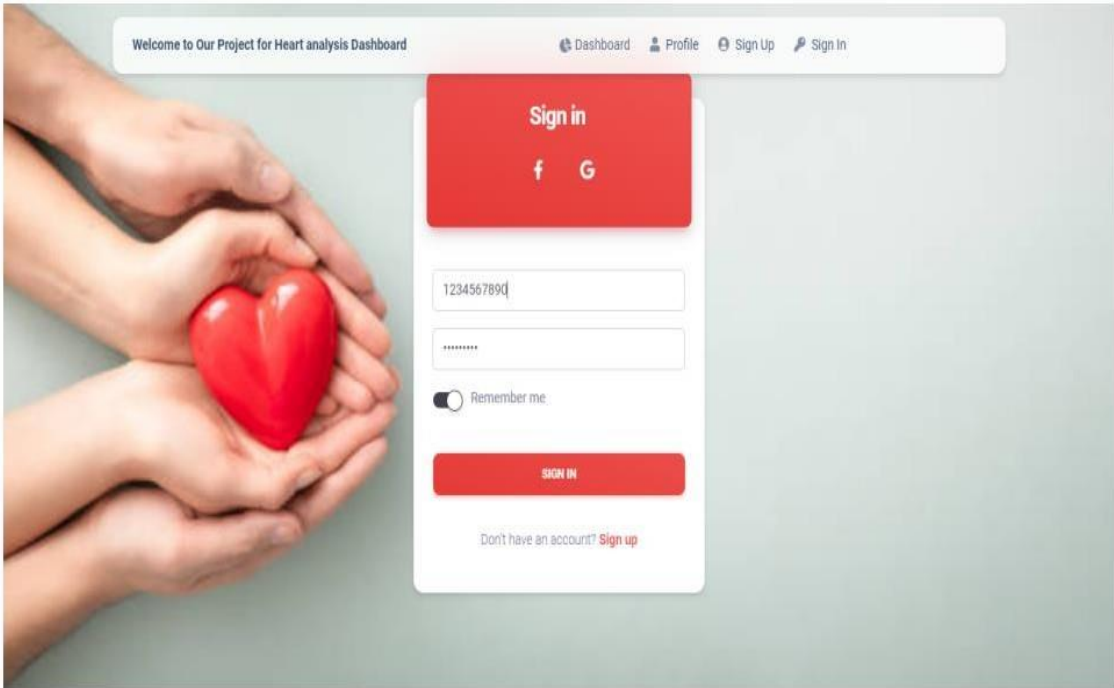 Welcome to Our Project for Heart analysis Dashboard
Dashboard
Profile
Sign Up
Sign In
Sign in
f
G
1234567890
•••••••••
Remember me
SIGN IN
Don't have an account? Sign up